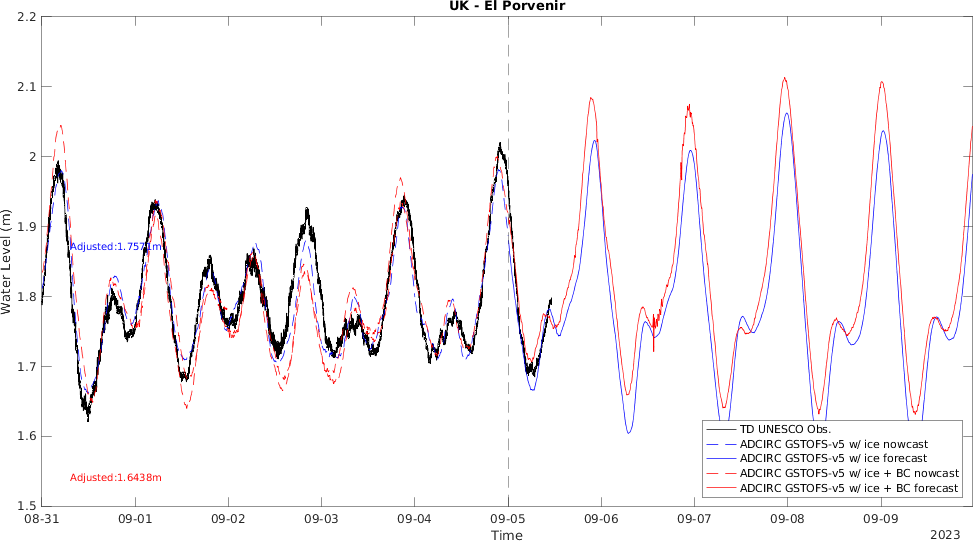 UK - El Porvenir
2.2
2.1
2
1.9
1.8
1.7
1.6
1.5
Water Level (m)
Adjusted:1.7571m
Adjusted:1.6438m
TD UNESCO Obs.
ADCIRC GSTOFS-v5 w/ ice nowcast
ADCIRC GSTOFS-v5 w/ ice forecast
ADCIRC GSTOFS-v5 w/ ice + BC nowcast
ADCIRC GSTOFS-v5 w/ ice + BC forecast
08-31 09-01 09-02 09-03 09-04 09-05 09-06 09-07 09-08 09-09
Time
2023